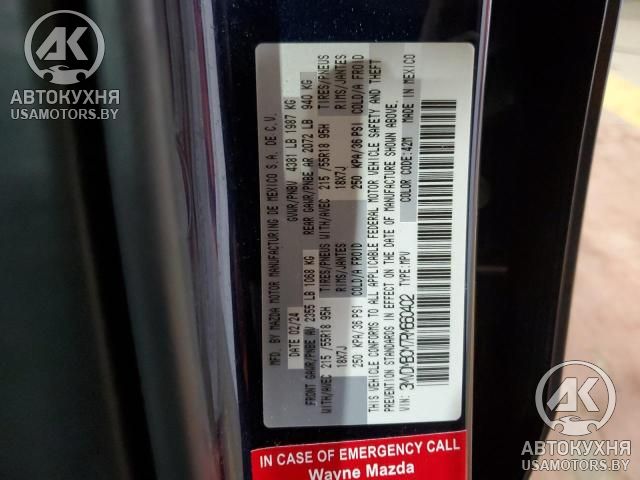 MFD. BY MAZDA MOTOR MANUFACTURING DE MEXICO S.A. DE C.V.
DATE: 02/24 GVWR/PNBV 4381 LB 1987 KG
FRONT GAWR/PNBE AV 2355 LB 1068 KG REAR GAWR/PNBE AR 2072 LB 940 KG
WITH/AVEC 215/55R18 95H TIRES/PNEUS WITH/AVEC 215/55R18 95H TIRES/PNEUS
18X7J RIMS/JANTES 18X7J RIMS/JANTES
250 KPA/36 PSI COLD/A FROID 250 KPA/36 PSI COLD/A FROID
THIS VEHICLE CONFORMS TO ALL APPLICABLE FEDERAL MOTOR VEHICLE SAFETY AND THEFT
PREVENTION STANDARDS IN EFFECT ON THE DATE OF MANUFACTURE SHOWN ABOVE.
VIN: TYPE:MPV COLOR CODE:42M MADE IN MEXICO
IN CASE OF EMERGENCY CALL
Wayne Mazda
АК
АВТОКУХНЯ
USAMOTORS.BY
АК
АВТОКУХНЯ
USAMOTORS.BY